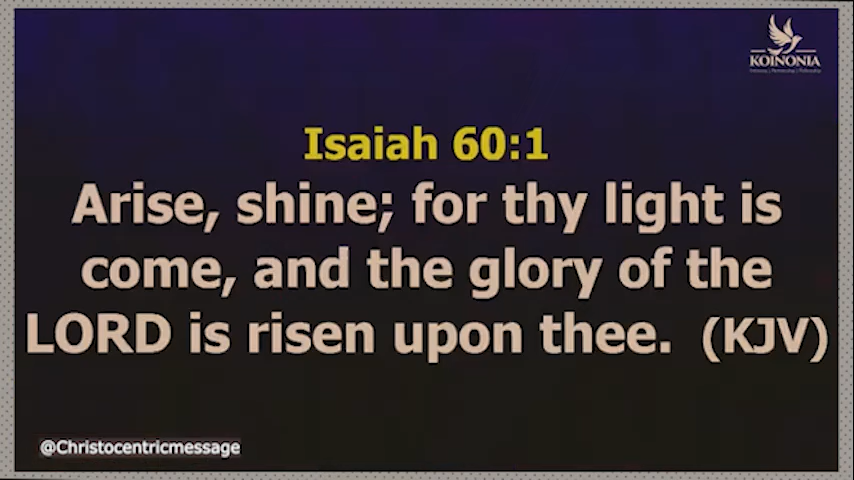 KOINONIA
Isaiah 60:1
Arise, shine; for thy light is
come, and the glory of the
LORD is risen upon thee. (KJV)
@Christocentricmessage